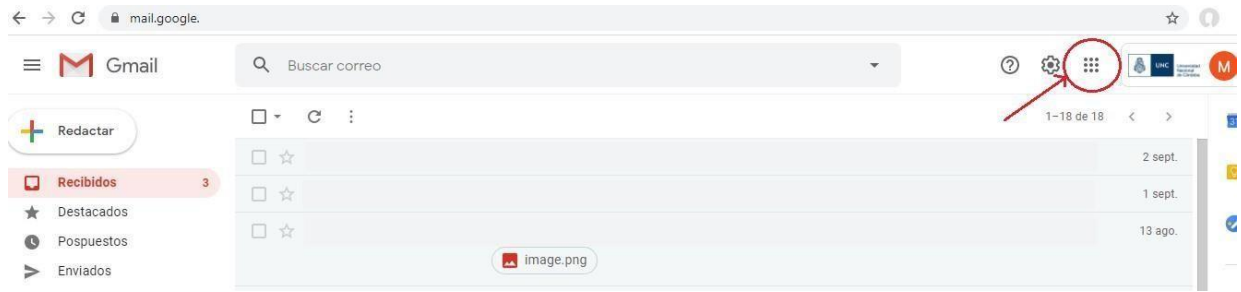 mail.google.
Gmail
Buscar correo
UNC
M
Redactar
1–18 de 18
2 sept.
Recibidos 3
1 sept.
Destacados
13 ago.
Pospuestos
image.png
Enviados